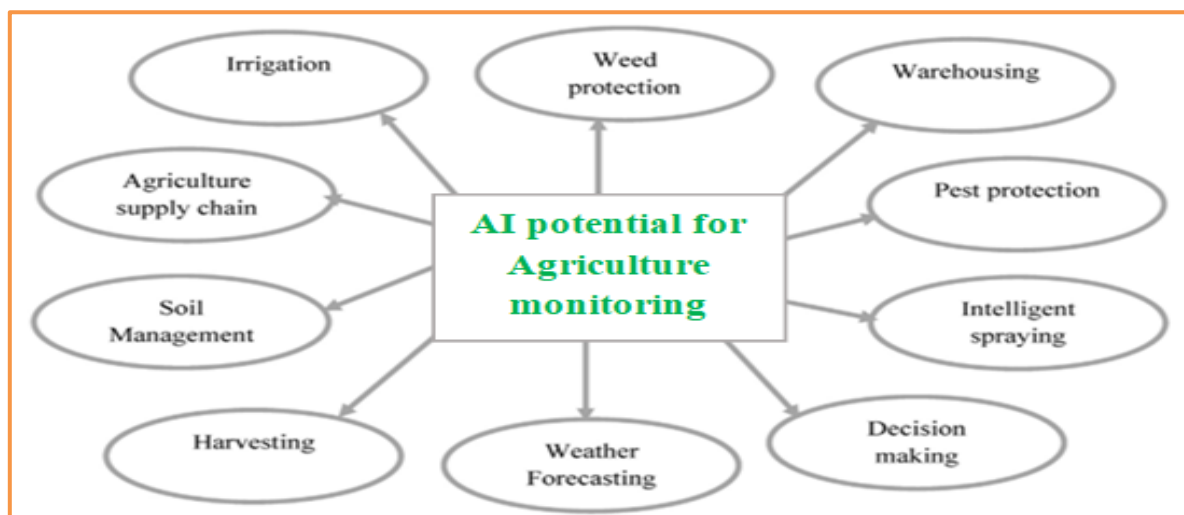 Irrigation
Weed
protection
Warehousing
Agriculture
supply chain
AI potential for
Agriculture
monitoring
Pest protection
Soil
Management
Intelligent
spraying
Harvesting
Weather
Forecasting
Decision
making